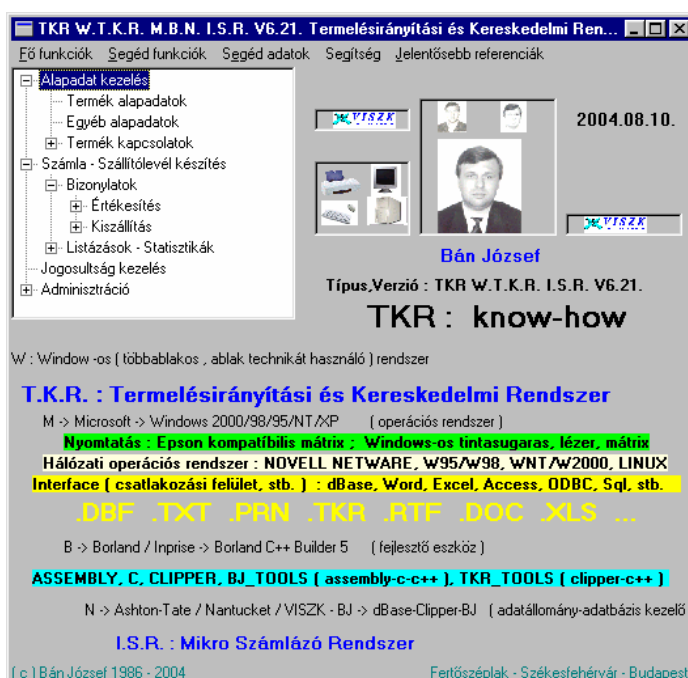 TKR W.T.K.R. M.B.N. I.S.R. V6.21. Termelésirányítási és Kereskedelmi Ren...
Fő funkciók Segéd funkciók Segéd adatok Segítség Jelentősebb referenciák
Alapadat kezelés
Termék alapadatok
Egyéb alapadatok
Termék kapcsolatok
Számla - Szállítólevél készítés
Bizonylatok
Értékesítés
Kiszállítás
Listázások - Statisztikák
Jogosultság kezelés
Adminisztráció
VISZK
2004.08.10.
VISZK
Bán József
Típus,Verzió : TKR W.T.K.R. I.S.R. V6.21.
TKR : know-how
W : Window -os ( többablakos , ablak technikát használó ) rendszer
T.K.R. : Termelésirányítási és Kereskedelmi Rendszer
M -> Microsoft -> Windows 2000/98/95/NT/XP ( operációs rendszer )
Nyomtatás : Epson kompatíbilis mátrix ; Windows-os tintasugaras, lézer, mátrix
Hálózati operációs rendszer : NOVELL NETWARE, W95/W98, WNT/W2000, LINUX
Interface ( csatlakozási felület, stb. ) : dBase, Word, Excel, Access, ODBC, Sql, stb.
.DBF .TXT .PRN .TKR .RTF .DOC .XLS ...
B -> Borland / Inprise -> Borland C++ Builder 5 ( fejlesztő eszköz )
ASSEMBLY, C, CLIPPER, BJ_TOOLS ( assembly-c-c++ ), TKR_TOOLS ( clipper-c++ )
N -> Ashton-Tate / Nantucket / VISZK - BJ -> dBase-Clipper-BJ ( adatállomány-adatbázis kezelő
I.S.R. : Mikro Számlázó Rendszer
( c ) Bán József 1986 - 2004 Fertőszéplak - Székesfehérvár - Budapest